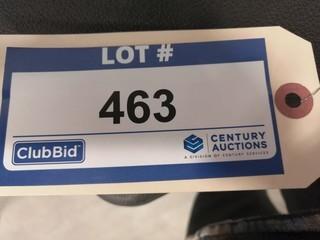 LOT #
463
ClubBid
CENTURY
AUCTIONS
A DIVISION OF CENTURY SERVICES